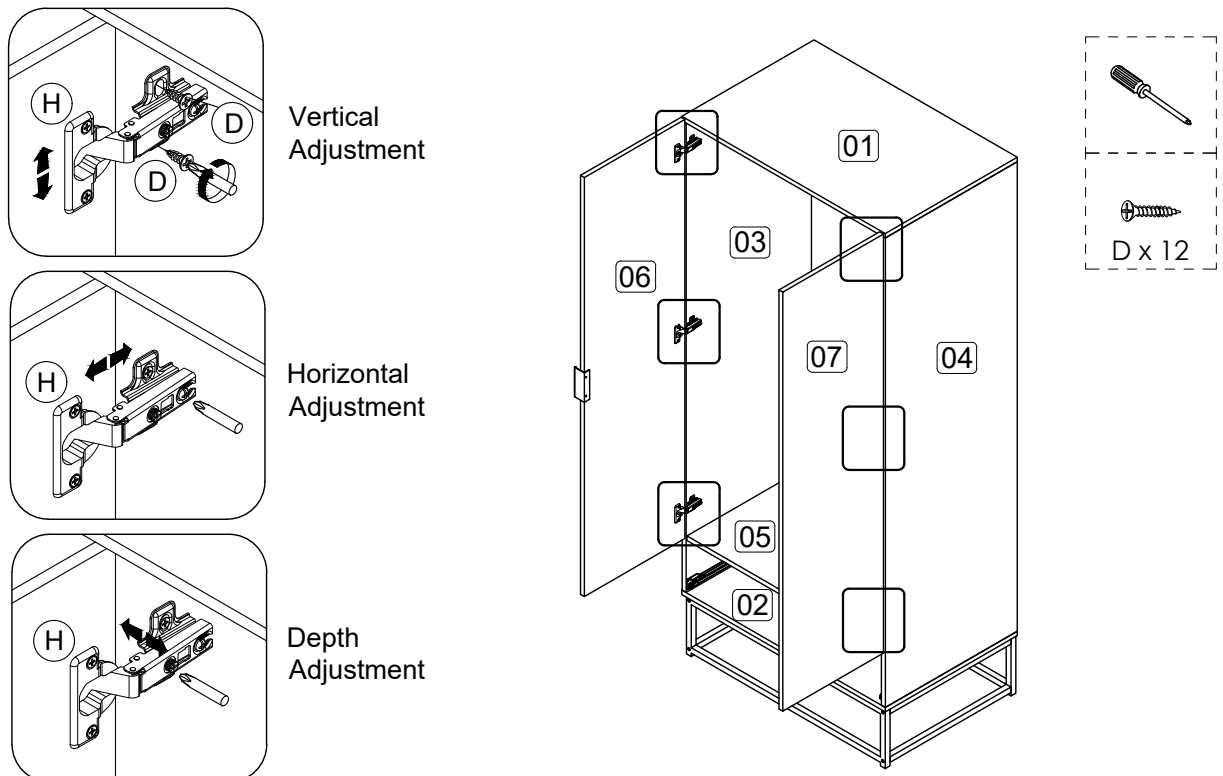 H
D
D
Vertical
Adjustment
H
Horizontal
Adjustment
H
Depth
Adjustment
01
03
06
07
04
05
02
D x 12